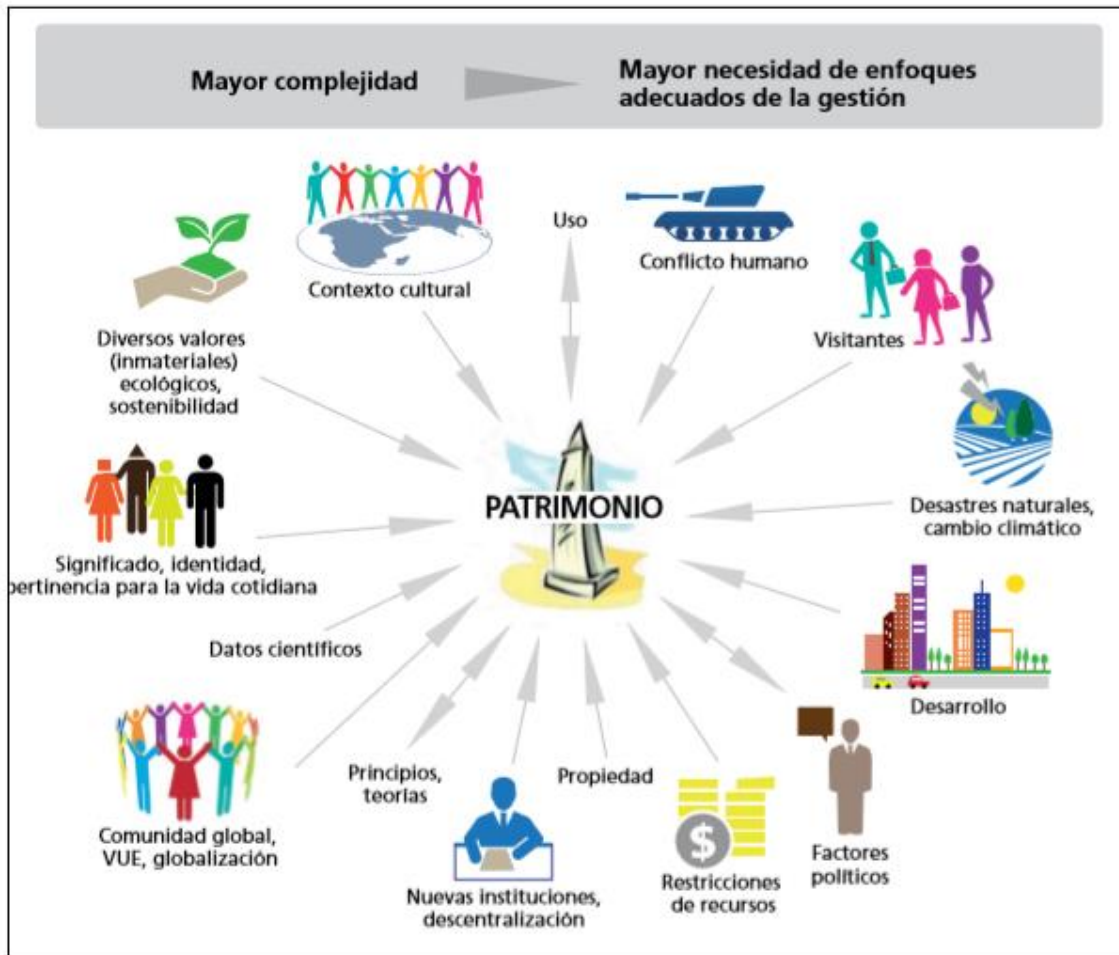 Mayor complejidad
Mayor necesidad de enfoques
adecuados de la gestión
Contexto cultural
Uso
Conflicto humano
Visitantes
Diversos valores
(inmateriales)
ecológicos,
sostenibilidad
Desastres naturales,
cambio climático
PATRIMONIO
Significado, identidad,
pertinencia para la vida cotidiana
Datos científicos
Desarrollo
Comunidad global,
VUE, globalización
Principios,
teorías
Nuevas instituciones,
descentralización
Propiedad
$
Restricciones
de recursos
Factores
políticos